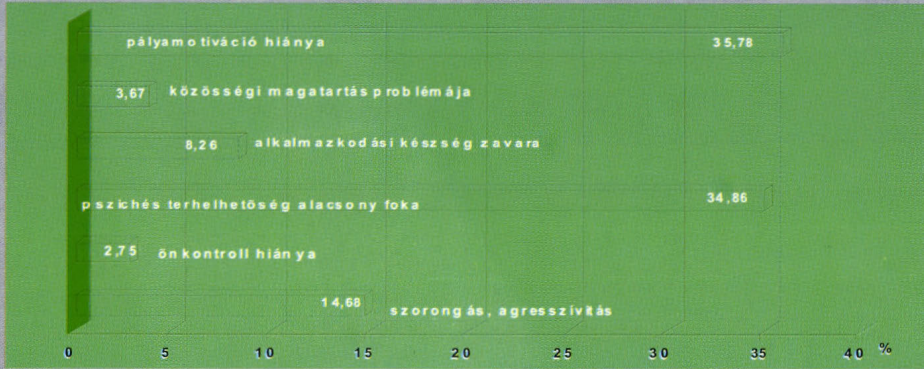 pályamotiváció hiánya 35,78
3,67 közösségi magatartás problémája
8,26 alkalmazkodási készség zavara
pszichés terhelhetőség alacsony foka 34,86
2,75 önkontroll hiánya
14,68 szorongás, agresszívitás
0 5 10 15 20 25 30 35 40 %